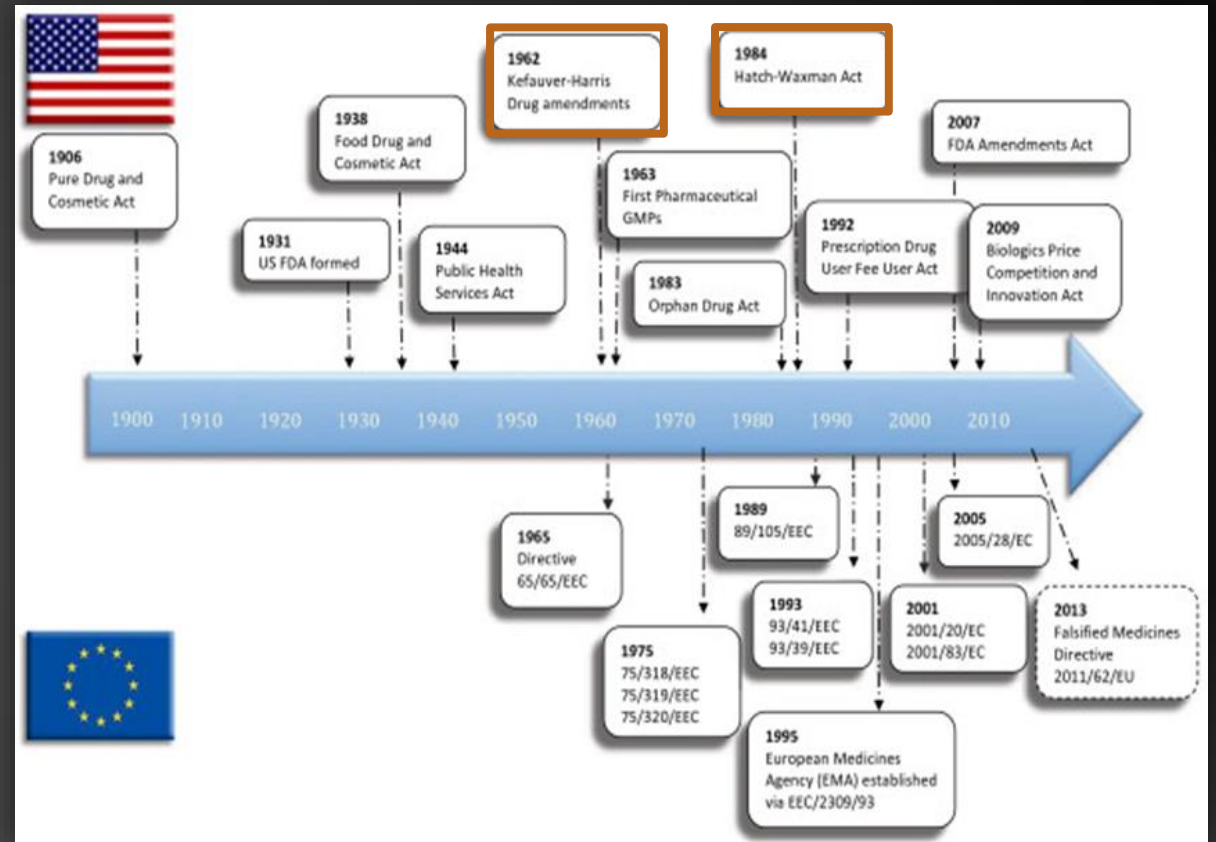 1906
Pure Drug and
Cosmetic Act
1931
US FDA formed
1938
Food Drug and
Cosmetic Act
1944
Public Health
Services Act
1962
Kefauver-Harris
Drug amendments
1963
First Pharmaceutical
GMPs
1983
Orphan Drug Act
1984
Hatch-Waxman Act
1992
Prescription Drug
User Fee User Act
2007
FDA Amendments Act
2009
Biologics Price
Competition and
Innovation Act
1900 1910 1920 1930 1940 1950 1960 1970 1980 1990 2000 2010
1965
Directive
65/65/EEC
1975
75/318/EEC
75/319/EEC
75/320/EEC
1989
89/105/EEC
1993
93/41/EEC
93/39/EEC
1995
European Medicines
Agency (EMA) established
via EEC/2309/93
2001
2001/20/EC
2001/83/EC
2005
2005/28/EC
2013
Falsified Medicines
Directive
2011/62/EU